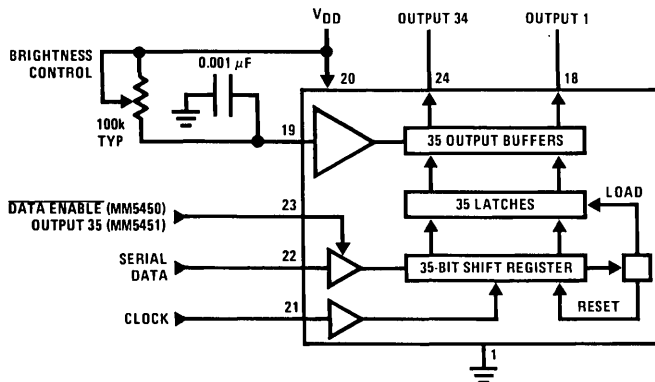 VDD
OUTPUT 34
OUTPUT 1
BRIGHTNESS
CONTROL
0.001 μF
100k
TYP
20
24
18
19
35 OUTPUT BUFFERS
LOAD
DATA ENABLE (MM5450)
OUTPUT 35 (MM5451)
23
35 LATCHES
SERIAL
DATA
22
35-BIT SHIFT REGISTER
RESET
CLOCK
21
1